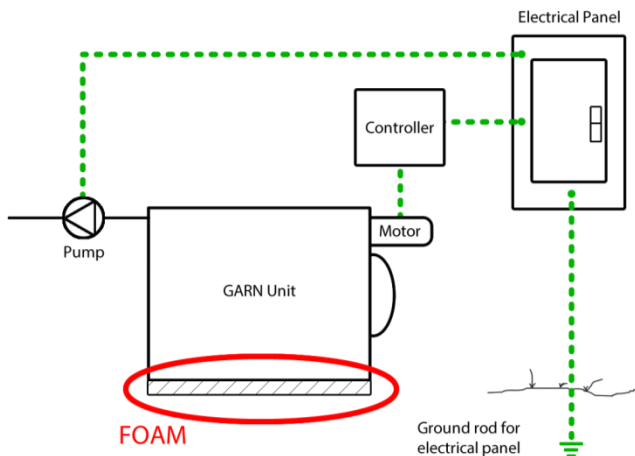 Electrical Panel
Controller
Motor
Pump
GARN Unit
FOAM
Ground rod for
electrical panel